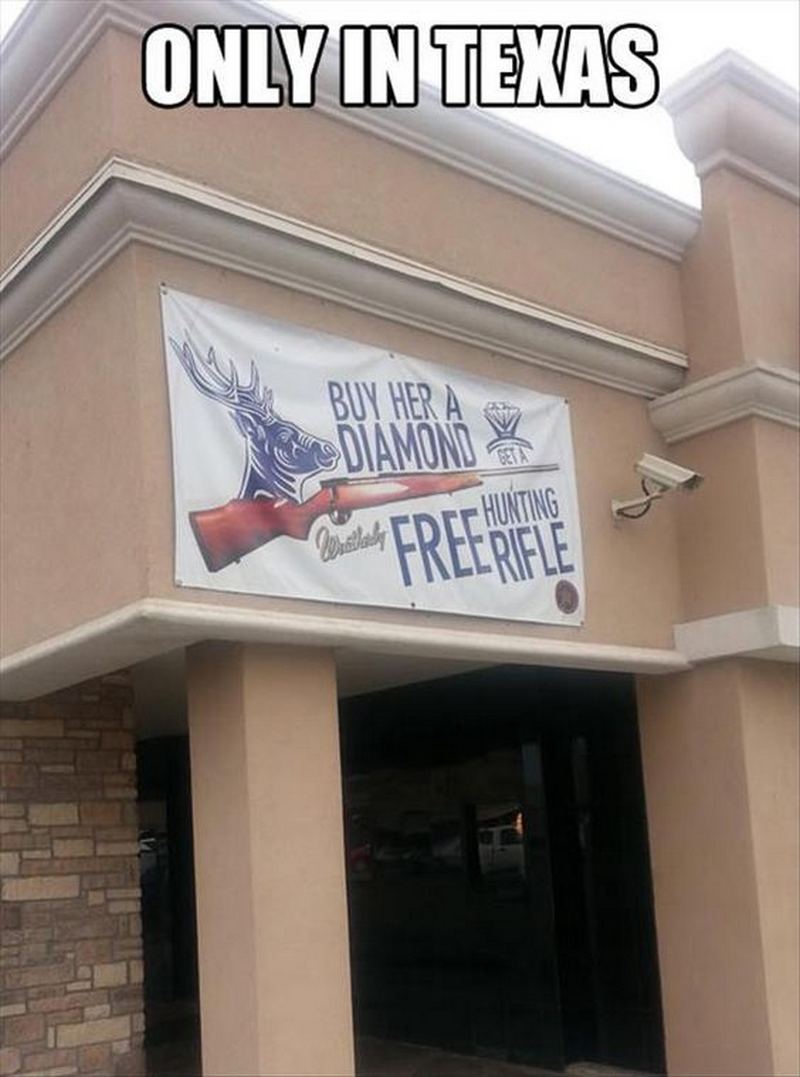 ONLY IN TEXAS
BUY HER A
DIAMOND
GET A
Weatherby FREE HUNTING
RIFLE